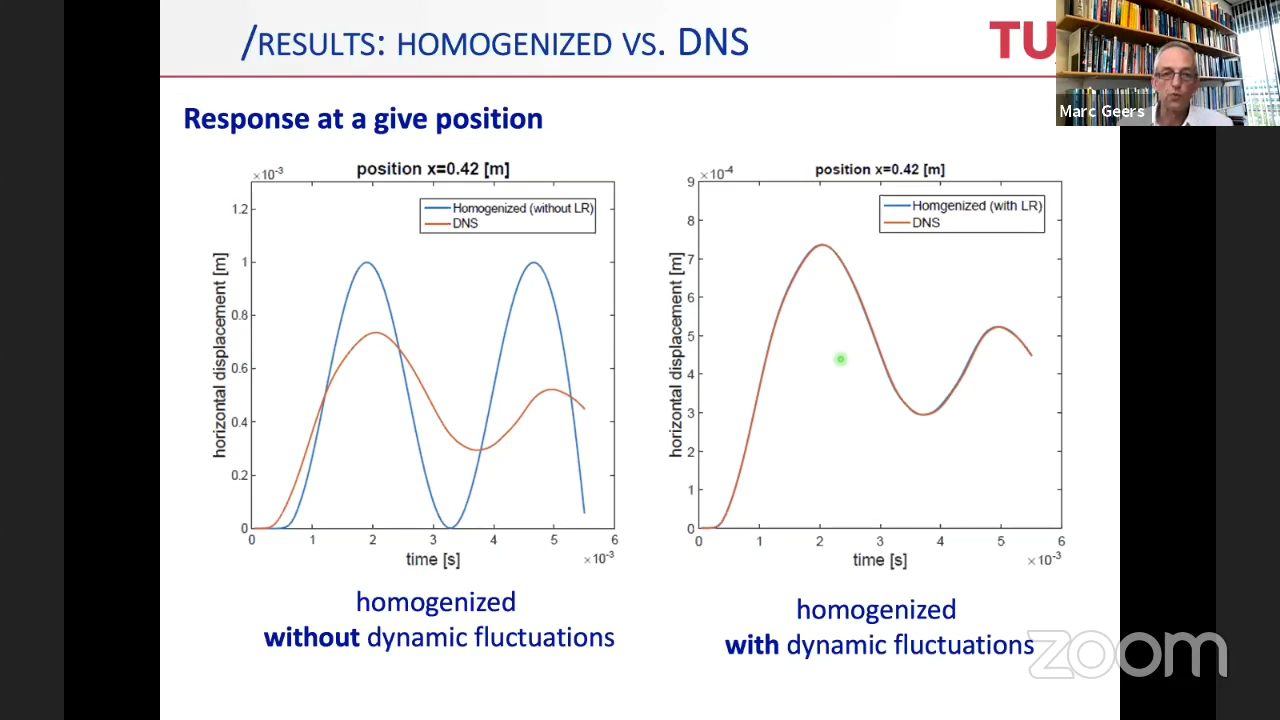 /RESULTS: HOMOGENIZED VS. DNS
TU
Marc Geers
Response at a give position
×10⁻³
position x=0.42 [m]
Homogenized (without LR)
DNS
1.2
1
0.8
0.6
0.4
0.2
0
horizontal displacement [m]
0 1 2 3 4 5 6
time [s]
×10⁻³
homogenized
without dynamic fluctuations
×10⁻⁴
position x=0.42 [m]
Homgenized (with LR)
DNS
9
8
7
6
5
4
3
2
1
0
horizontal displacement [m]
0 1 2 3 4 5 6
time [s]
×10⁻³
homogenized
with dynamic fluctuations
zoom